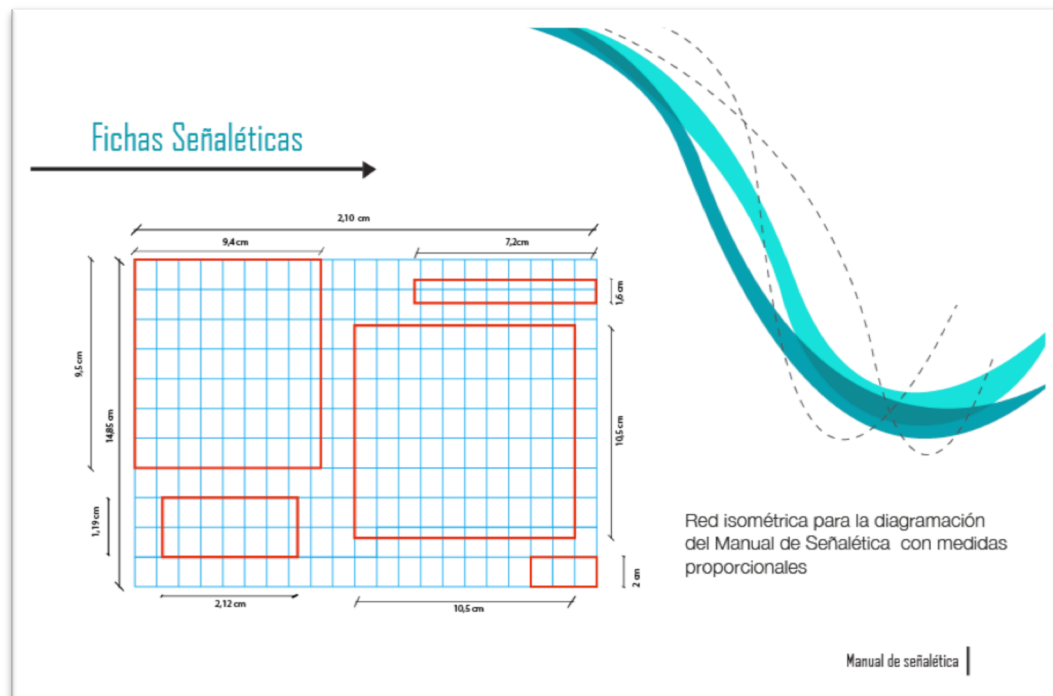 Fichas Señaléticas
2,10 cm
9,4cm
7,2cm
1,6 cm
9,5 cm
14,85 cm
10,5 cm
1,19 cm
2 cm
2,12 cm
10,5 cm
Red isométrica para la diagramación
del Manual de Señalética con medidas
proporcionales
Manual de señalética